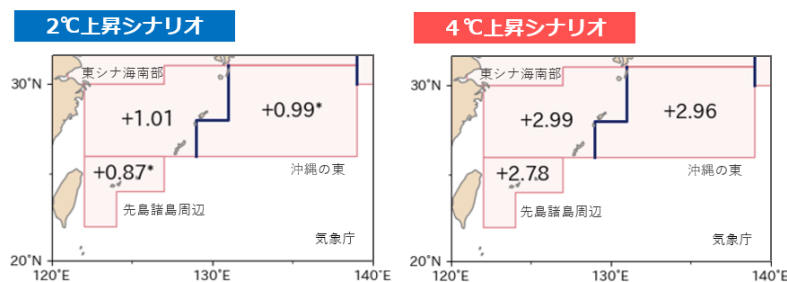 2℃上昇シナリオ
30°N
東シナ海南部
+1.01
+0.99*
+0.87*
沖縄の東
先島諸島周辺
気象庁
20°N
120°E
130°E
140°E
4℃上昇シナリオ
30°N
東シナ海南部
+2.99
+2.96
+2.78
沖縄の東
先島諸島周辺
気象庁
20°N
120°E
130°E
140°E